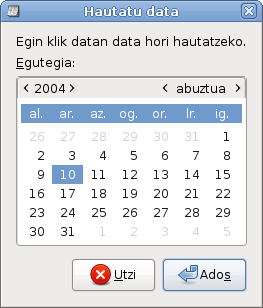 Hautatu data
Egin klik datan data hori hautatzeko.
Egutegia:
< 2004 > < abuztua >
al. ar. az. og. or. lr. ig.
26 27 28 29 30 31 1
2 3 4 5 6 7 8
9 10 11 12 13 14 15
16 17 18 19 20 21 22
23 24 25 26 27 28 29
30 31 1 2 3 4 5
Utzi Ados